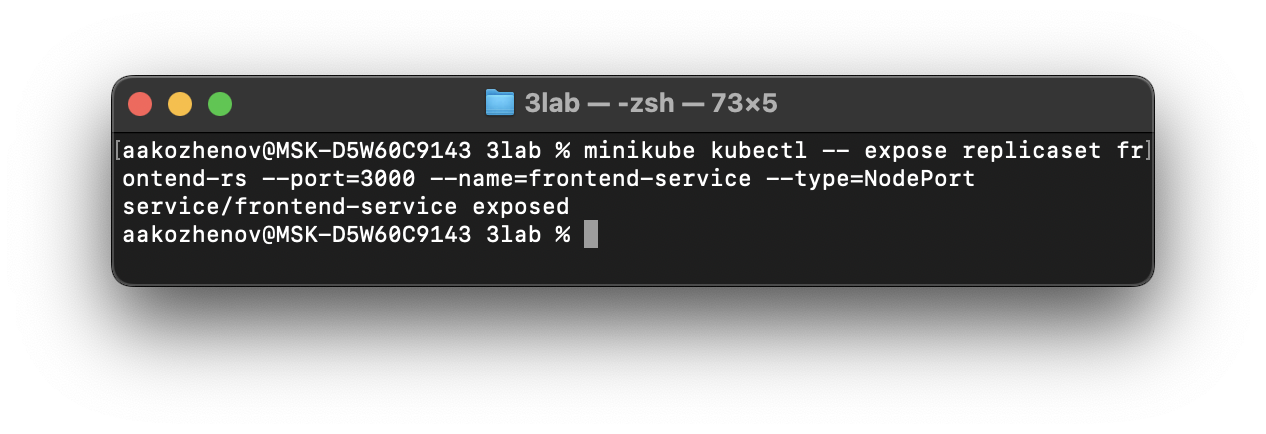 3lab — -zsh — 73×5
[aakozhenov@MSK-D5W60C9143 3lab % minikube kubectl -- expose replicaset fr]
ontend-rs --port=3000 --name=frontend-service --type=NodePort
service/frontend-service exposed
aakozhenov@MSK-D5W60C9143 3lab %